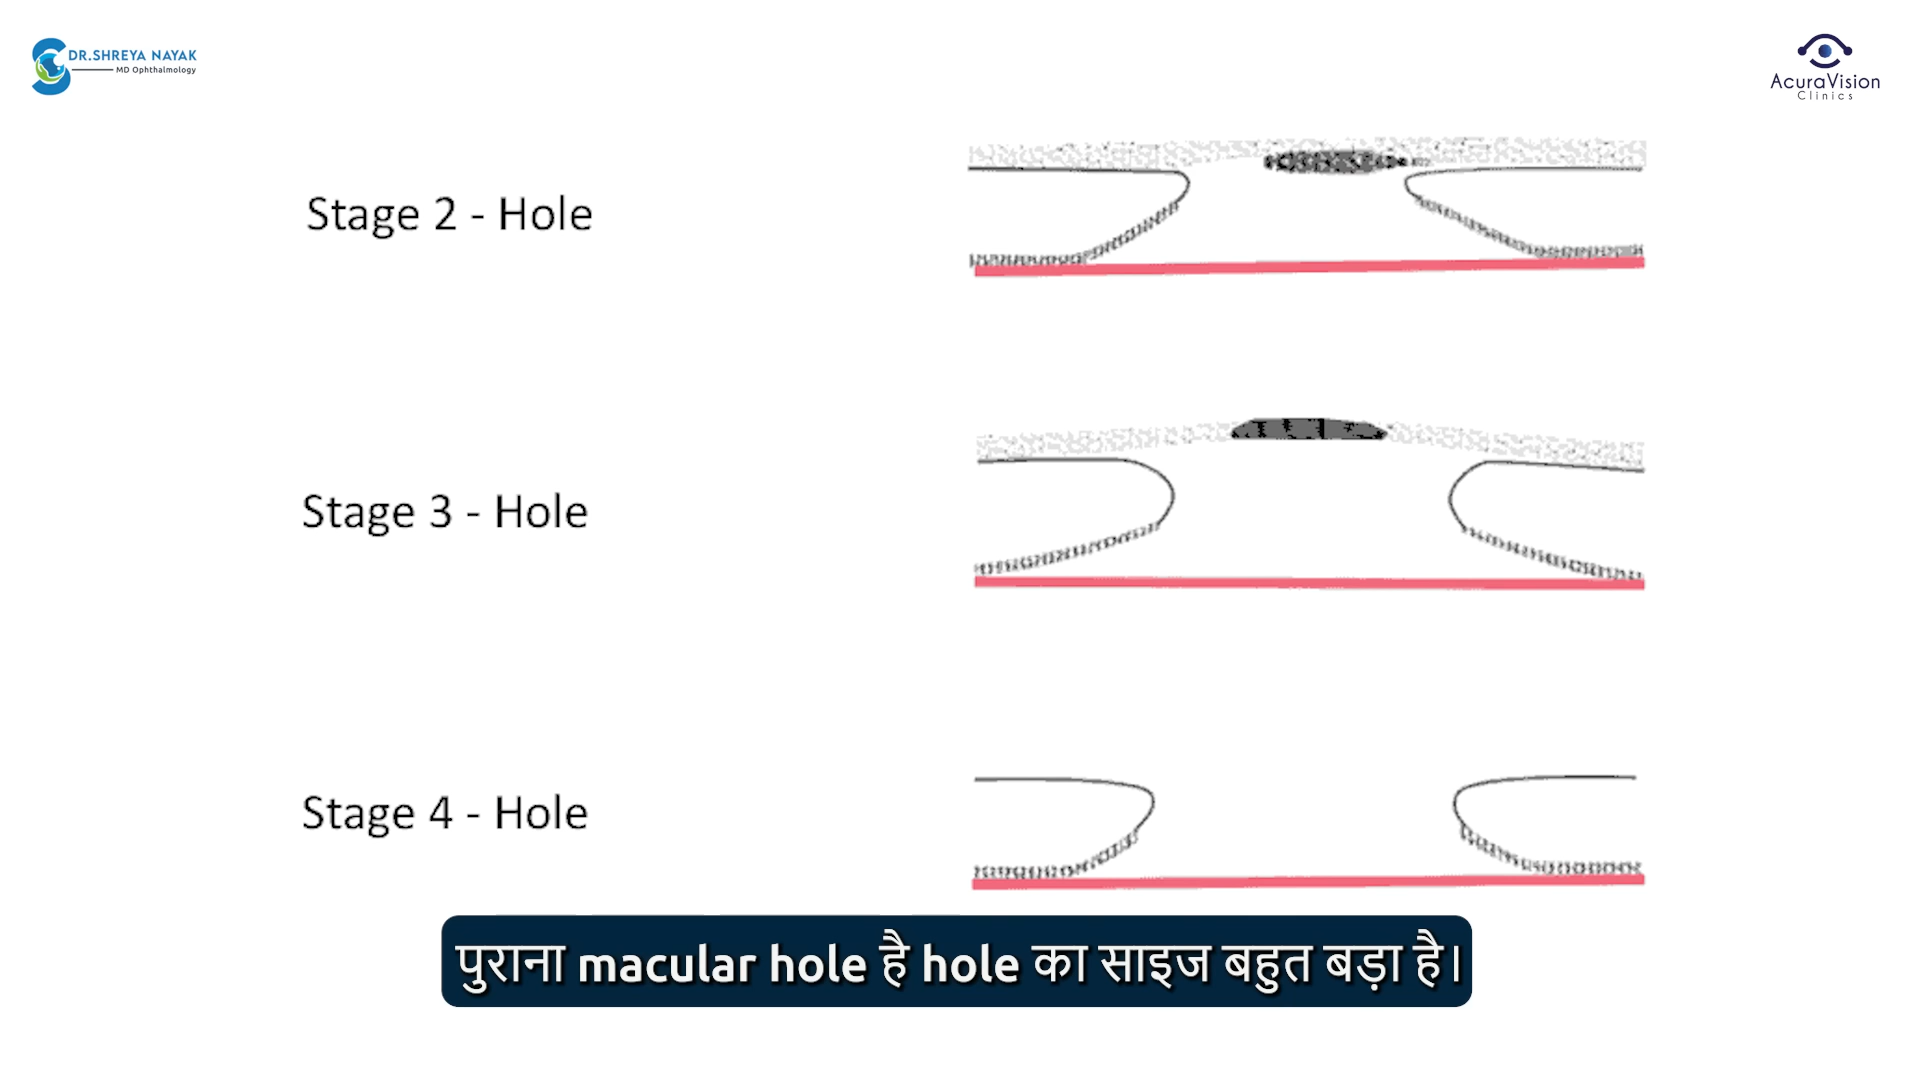 DR.SHREYA NAYAK
MD Ophthalmology
AcuraVision
Clinics
Stage 2 - Hole
Stage 3 - Hole
Stage 4 - Hole
पुराना macular hole है hole का साइज बहुत बड़ा है।